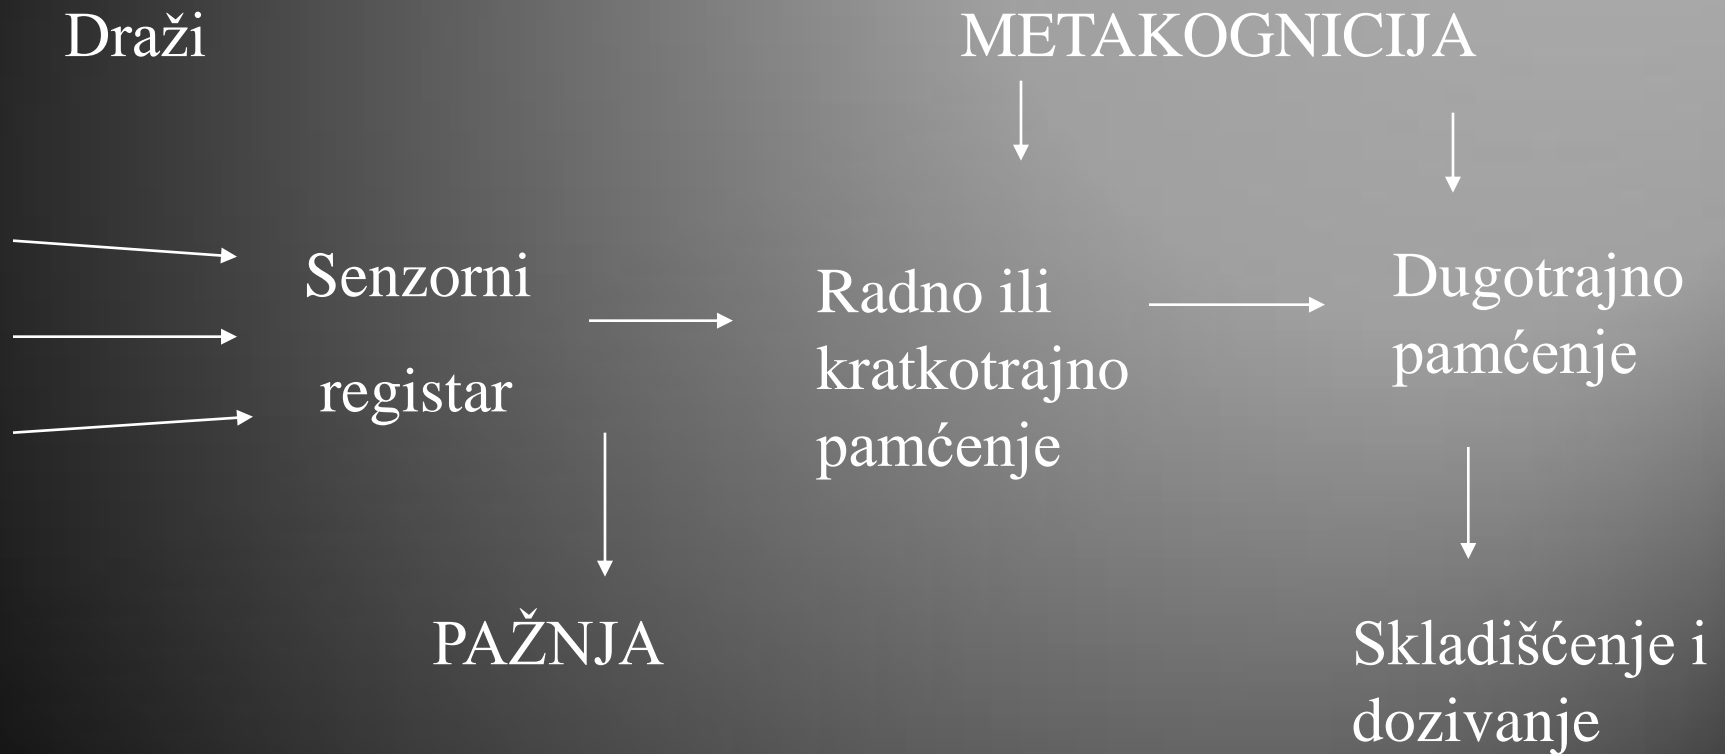 Draži
METAKOGNICIJA
Senzorni
registar
Radno ili
kratkotrajno
pamćenje
Dugotrajno
pamćenje
PAŽNJA
Skladišćenje i
dozivanje